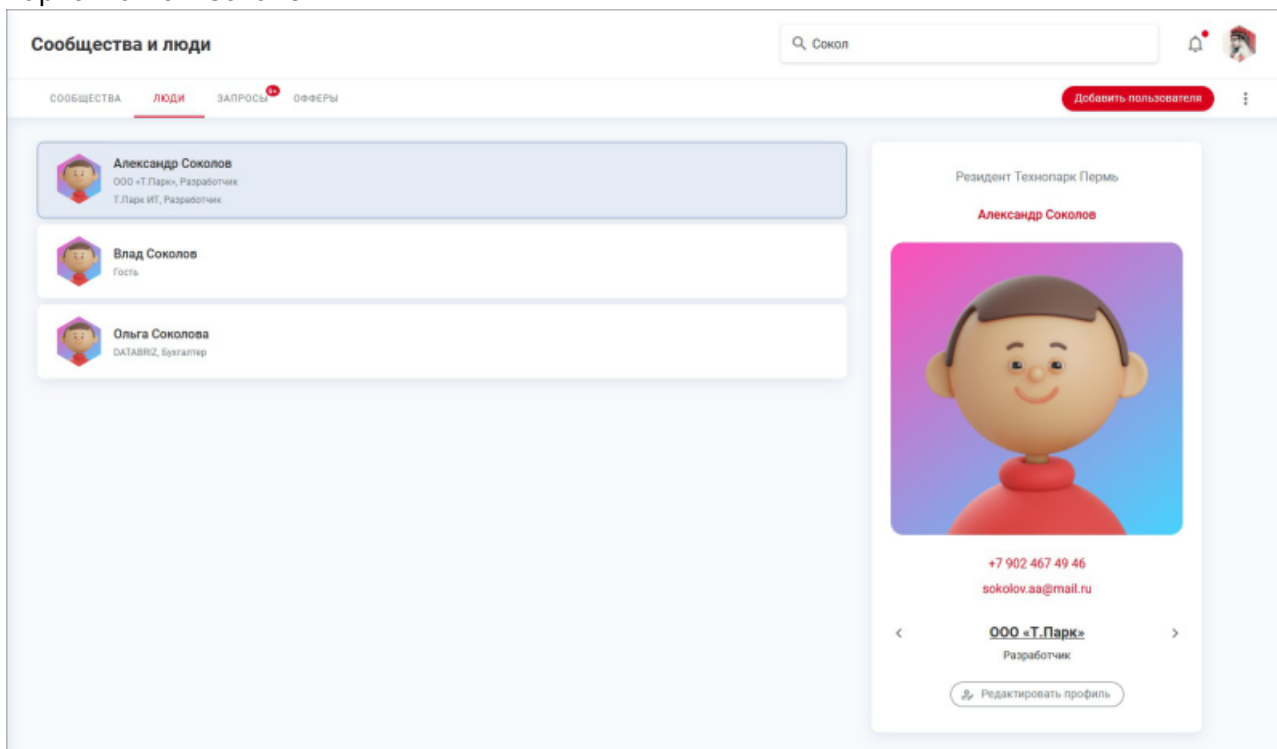 Сообщества и люди
Сокол
СООБЩЕСТВА ЛЮДИ ЗАПРОСЫ 9+ ОФФЕРЫ
Добавить пользователя
Александр Соколов
ООО «Т.Парк», Разработчик
Т.Парк ИТ, Разработчик
Влад Соколов
Гость
Ольга Соколова
DATABRIZ, Бухгалтер
Резидент Технопарк Пермь
Александр Соколов
+7 902 467 49 46
sokolov.aa@mail.ru
ООО «Т.Парк»
Разработчик
Редактировать профиль